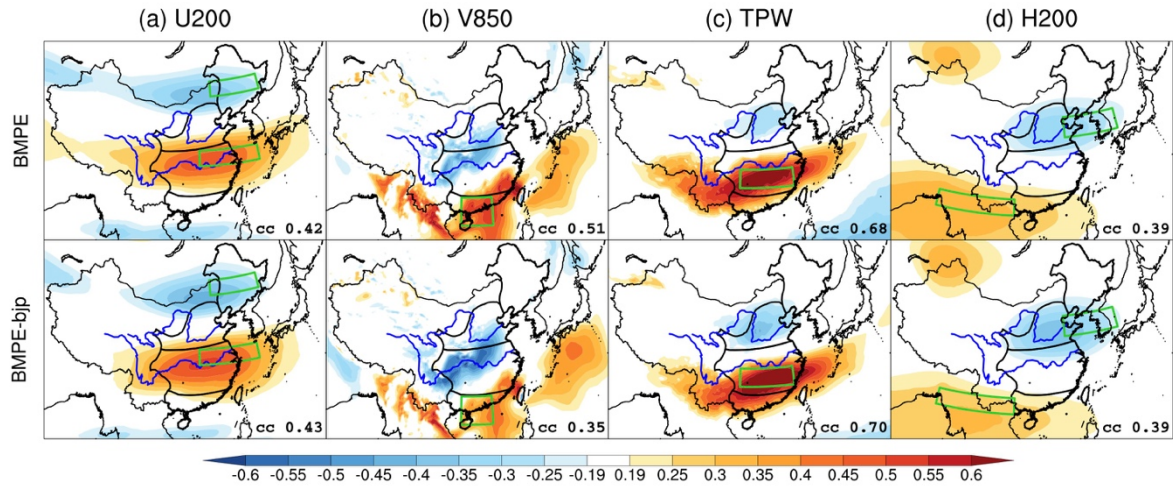 (a) U200 (b) V850 (c) TPW (d) H200
BMPE
cc 0.42 cc 0.51 cc 0.68 cc 0.39
BMPE-bjp
cc 0.43 cc 0.35 cc 0.70 cc 0.39
-0.6 -0.55 -0.5 -0.45 -0.4 -0.35 -0.3 -0.25 -0.19 0.19 0.25 0.3 0.35 0.4 0.45 0.5 0.55 0.6